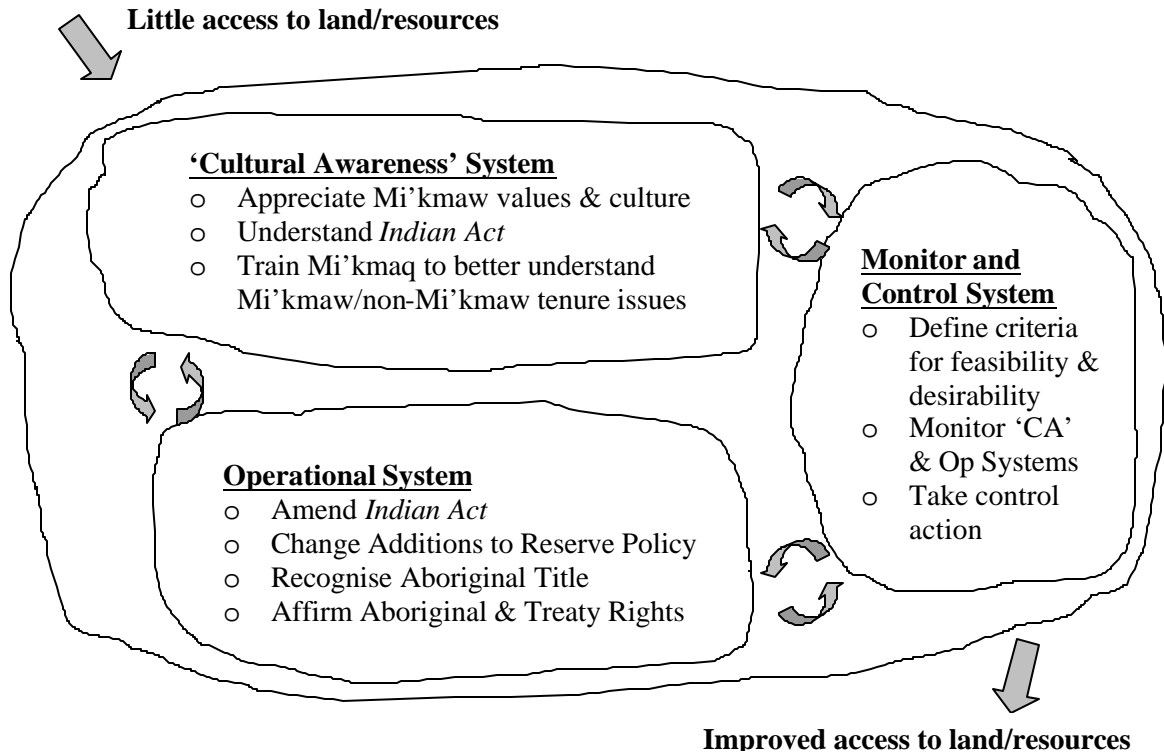 Little access to land/resources
‘Cultural Awareness’ System
o Appreciate Mi’kmaw values & culture
o Understand Indian Act
o Train Mi’kmaq to better understand
Mi’kmaw/non-Mi’kmaw tenure issues
Monitor and
Control System
o Define criteria
for feasibility &
desirability
o Monitor ‘CA’
& Op Systems
o Take control
action
Operational System
o Amend Indian Act
o Change Additions to Reserve Policy
o Recognise Aboriginal Title
o Affirm Aboriginal & Treaty Rights
Improved access to land/resources